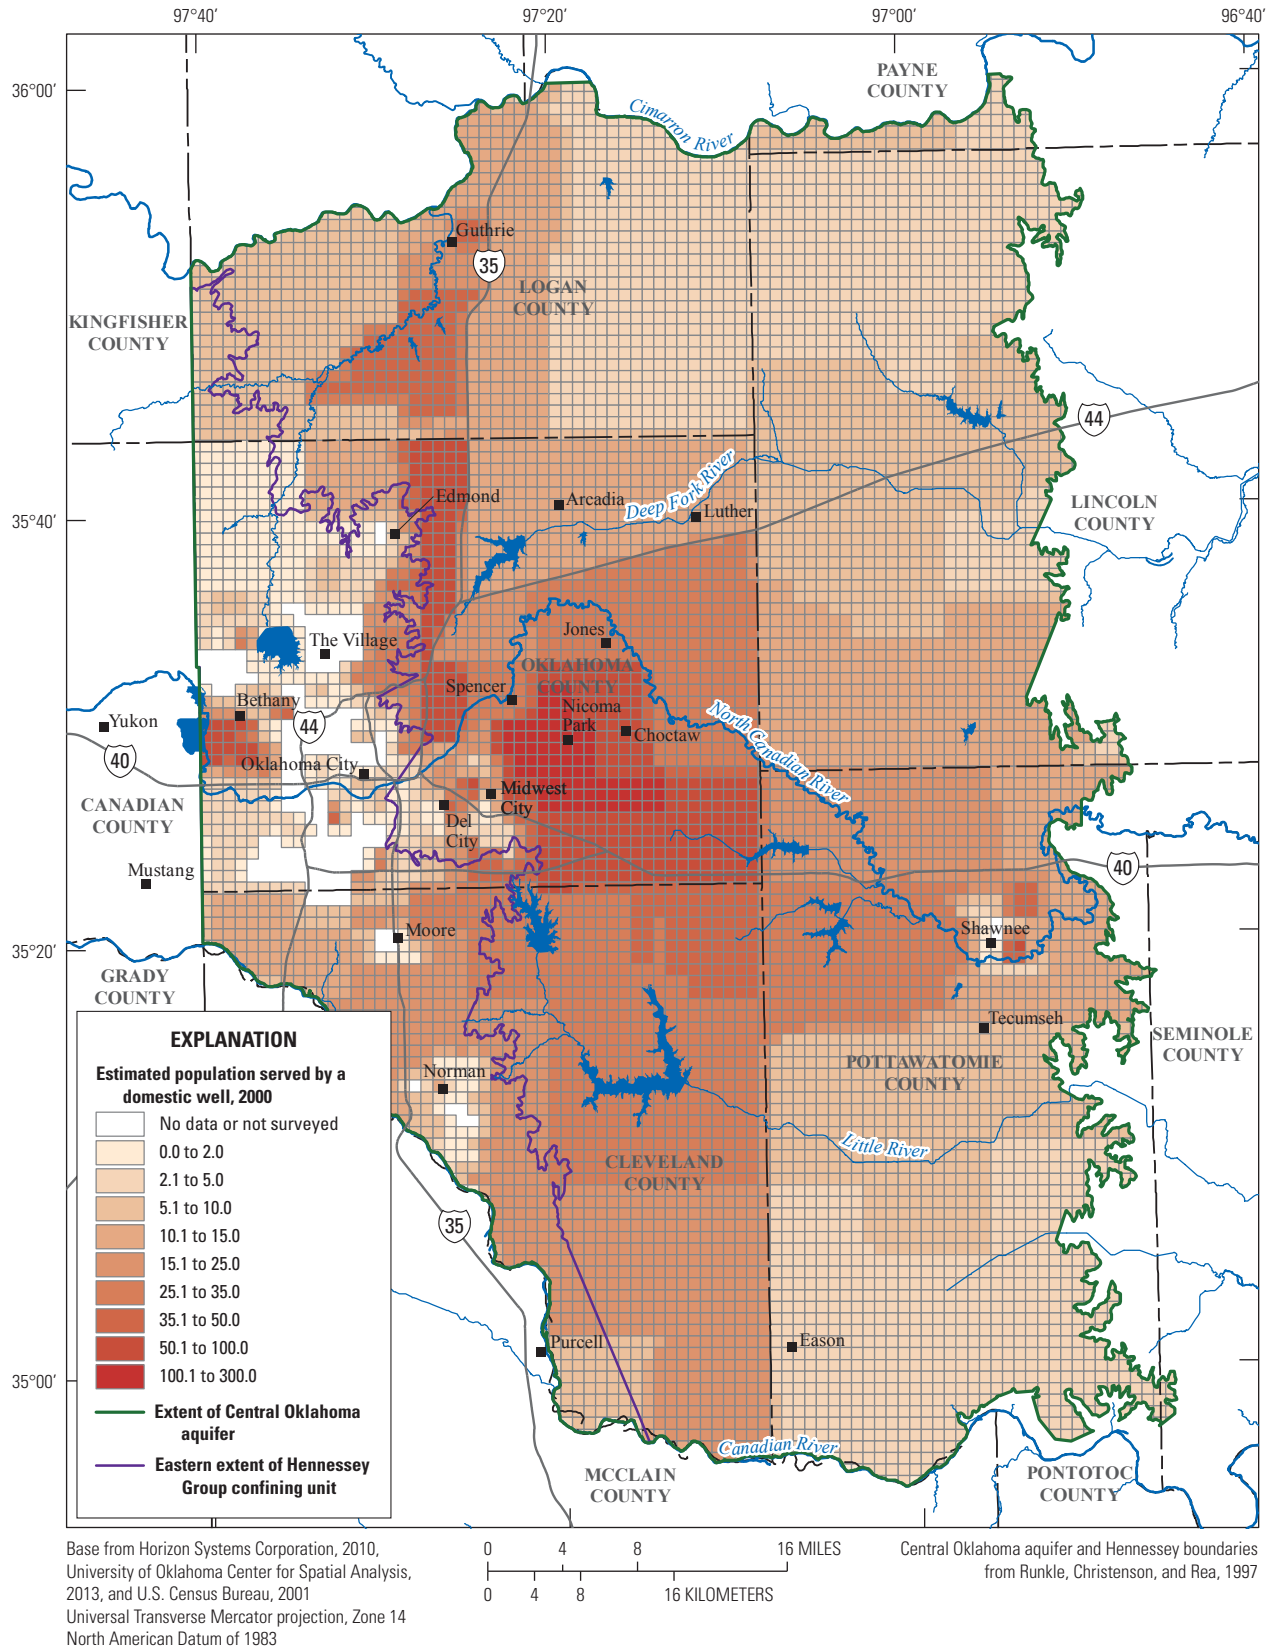 97°40′
97°20′
97°00′
96°40′
36°00′
PAYNE
COUNTY
Cimarron River
Guthrie
35
LOGAN
COUNTY
KINGFISHER
COUNTY
44
Edmond
Arcadia
Deep Fork River
Luther
LINCOLN
COUNTY
35°40′
The Village
Jones
OKLAHOMA
COUNTY
Spencer
Bethany
Nicoma
Park
Choctaw
North Canadian River
Yukon
44
40
Oklahoma City
Midwest
City
CANADIAN
COUNTY
Del
City
Mustang
40
Moore
Shawnee
35°20′
GRADY
COUNTY
Tecumseh
SEMINOLE
COUNTY
POTTAWATOMIE
COUNTY
Norman
Little River
CLEVELAND
COUNTY
35
Purcell
Eason
35°00′
Canadian River
MCCLAIN
COUNTY
PONTOTOC
COUNTY
EXPLANATION
Estimated population served by a
domestic well, 2000
No data or not surveyed
0.0 to 2.0
2.1 to 5.0
5.1 to 10.0
10.1 to 15.0
15.1 to 25.0
25.1 to 35.0
35.1 to 50.0
50.1 to 100.0
100.1 to 300.0
Extent of Central Oklahoma
aquifer
Eastern extent of Hennessey
Group confining unit
Base from Horizon Systems Corporation, 2010,
University of Oklahoma Center for Spatial Analysis,
2013, and U.S. Census Bureau, 2001
Universal Transverse Mercator projection, Zone 14
North American Datum of 1983
0 4 8 16 MILES
0 4 8 16 KILOMETERS
Central Oklahoma aquifer and Hennessey boundaries
from Runkle, Christenson, and Rea, 1997